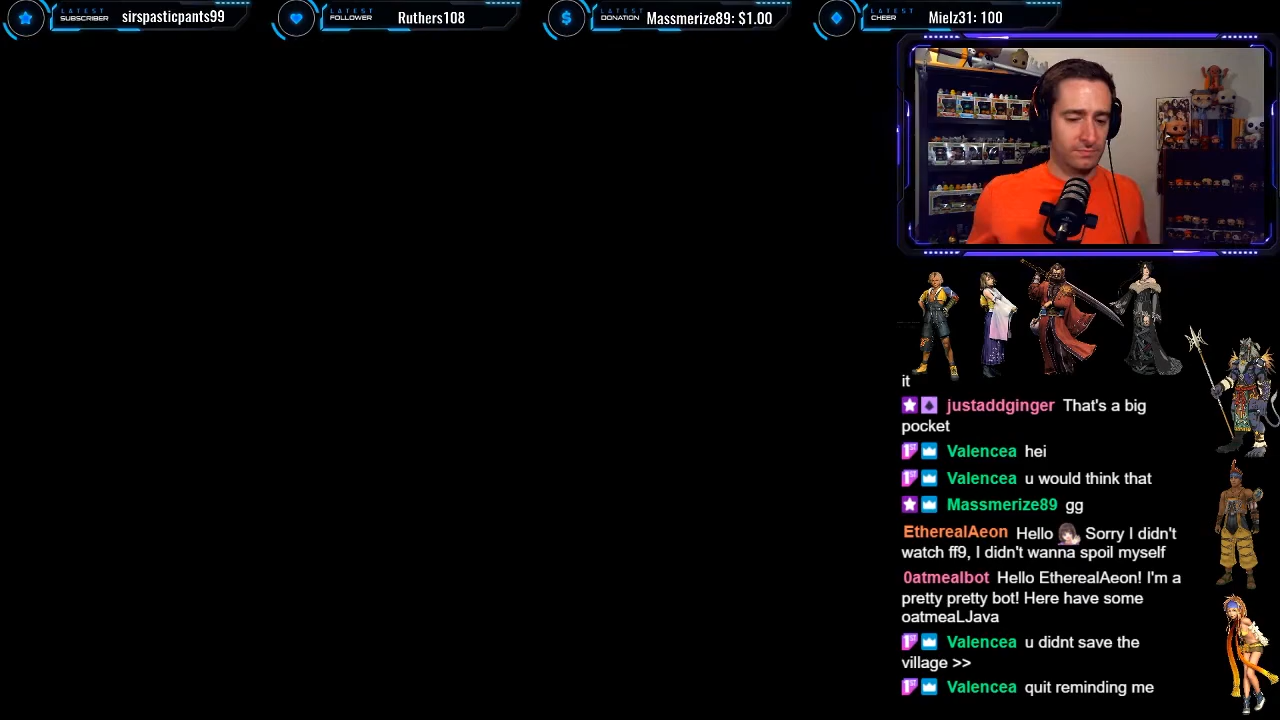 LATEST
SUBSCRIBER
sirspasticpants99
LATEST
FOLLOWER
Ruthers108
LATEST
DONATION
Massmerize89: $1.00
LATEST
CHEER
Mielz31: 100
it
justaddginger That's a big
pocket
Valencea hei
Valencea u would think that
Massmerize89 gg
EtherealAeon Hello Sorry I didn't
watch ff9, I didn't wanna spoil myself
0atmealbot Hello EtherealAeon! I'm a
pretty pretty bot! Here have some
oatmeaLJava
Valencea u didnt save the
village >>
Valencea quit reminding me